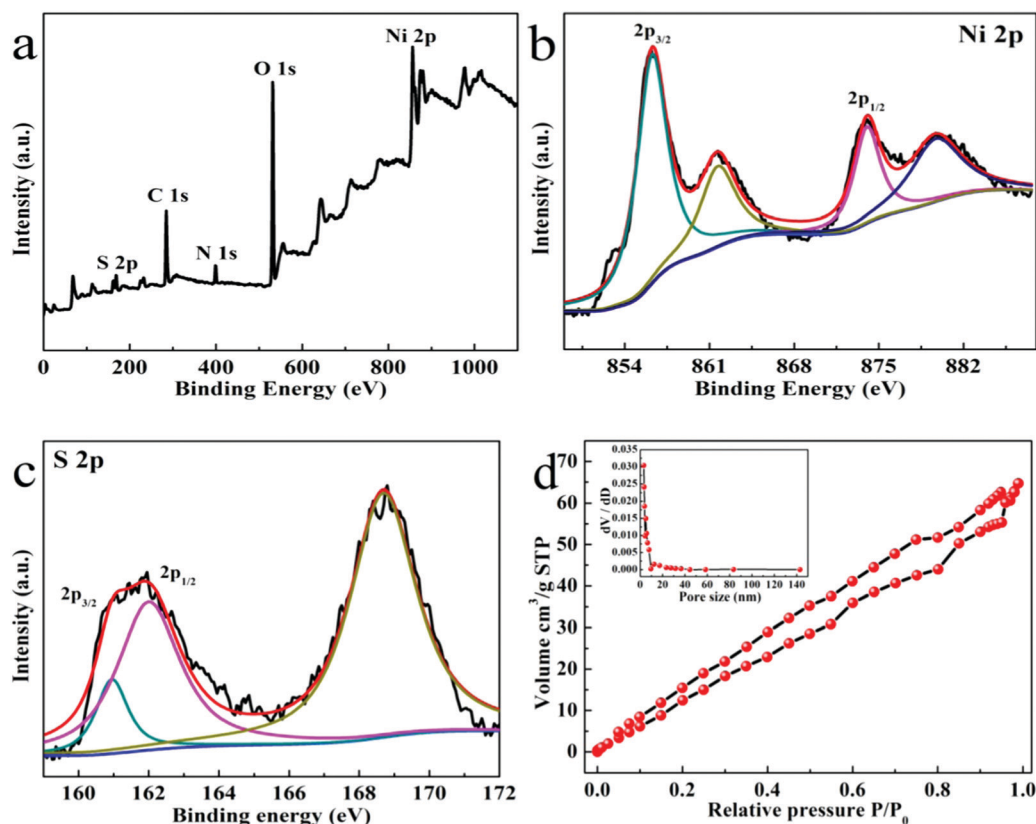 a
Ni 2p
O 1s
C 1s
N 1s
S 2p
Intensity (a.u.)
0 200 400 600 800 1000
Binding Energy (eV)
b
Ni 2p
2p3/2
2p1/2
Intensity (a.u.)
854 861 868 875 882
Binding Energy (eV)
c
S 2p
2p1/2
2p3/2
Intensity (a.u.)
160 162 164 166 168 170 172
Binding energy (eV)
d
70
60
50
40
30
20
10
0
Volume cm3/g STP
0.035
0.030
0.025
0.020
0.015
0.010
0.005
0.000
dV / dD
0 20 40 60 80 100 120 140
Pore size (nm)
0.0 0.2 0.4 0.6 0.8 1.0
Relative pressure P/P0